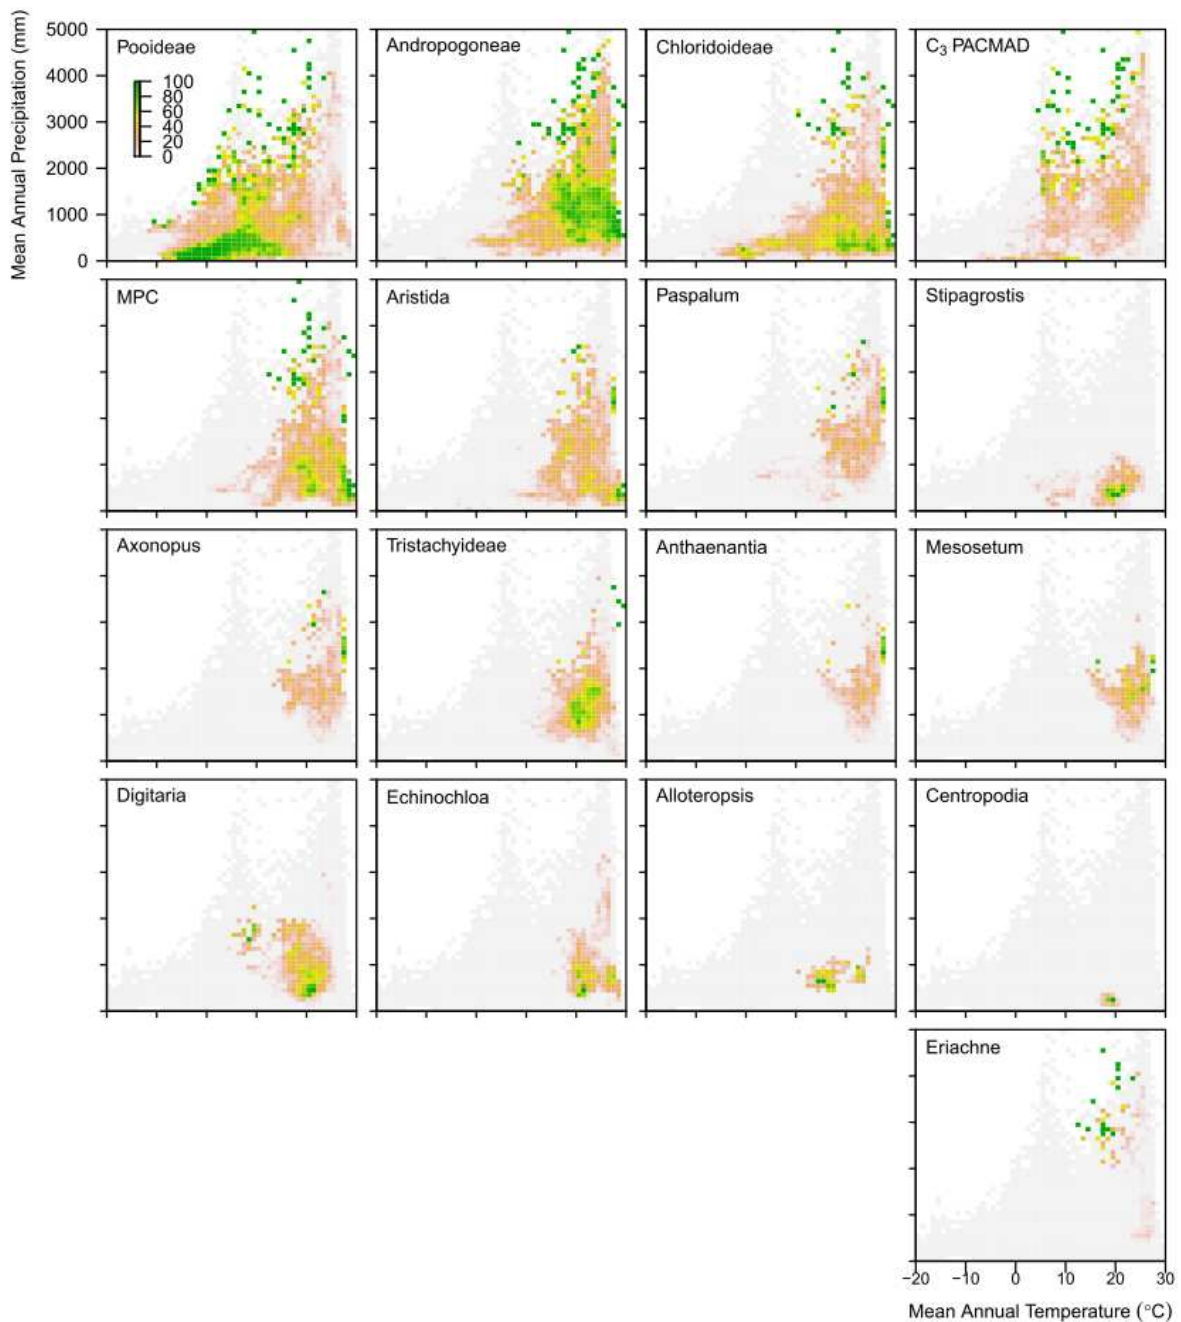 Mean Annual Precipitation (mm)
5000
4000
3000
2000
1000
0
Pooideae
100
80
60
40
20
0
Andropogoneae
Chloridoideae
C₃ PACMAD
MPC
Aristida
Paspalum
Stipagrostis
Axonopus
Tristachyideae
Anthaenantia
Mesosetum
Digitaria
Echinochloa
Alloteropsis
Centropodia
Eriachne
−20 −10 0 10 20 30
Mean Annual Temperature (°C)